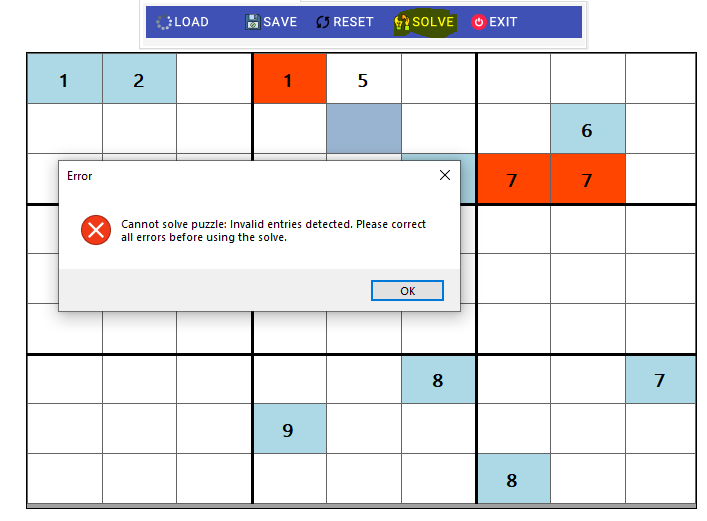 LOAD SAVE RESET SOLVE EXIT
1 2 1 5
6
Error
7 7
Cannot solve puzzle: Invalid entries detected. Please correct
all errors before using the solve.
OK
8 7
9
8